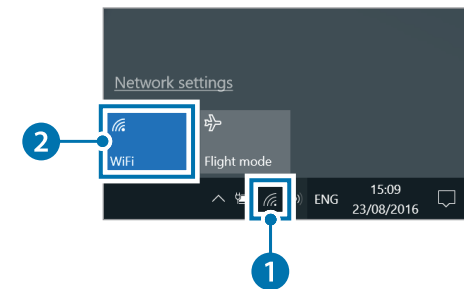 Network settings
2
WiFi
Flight mode
ENG
15:09
23/08/2016
1